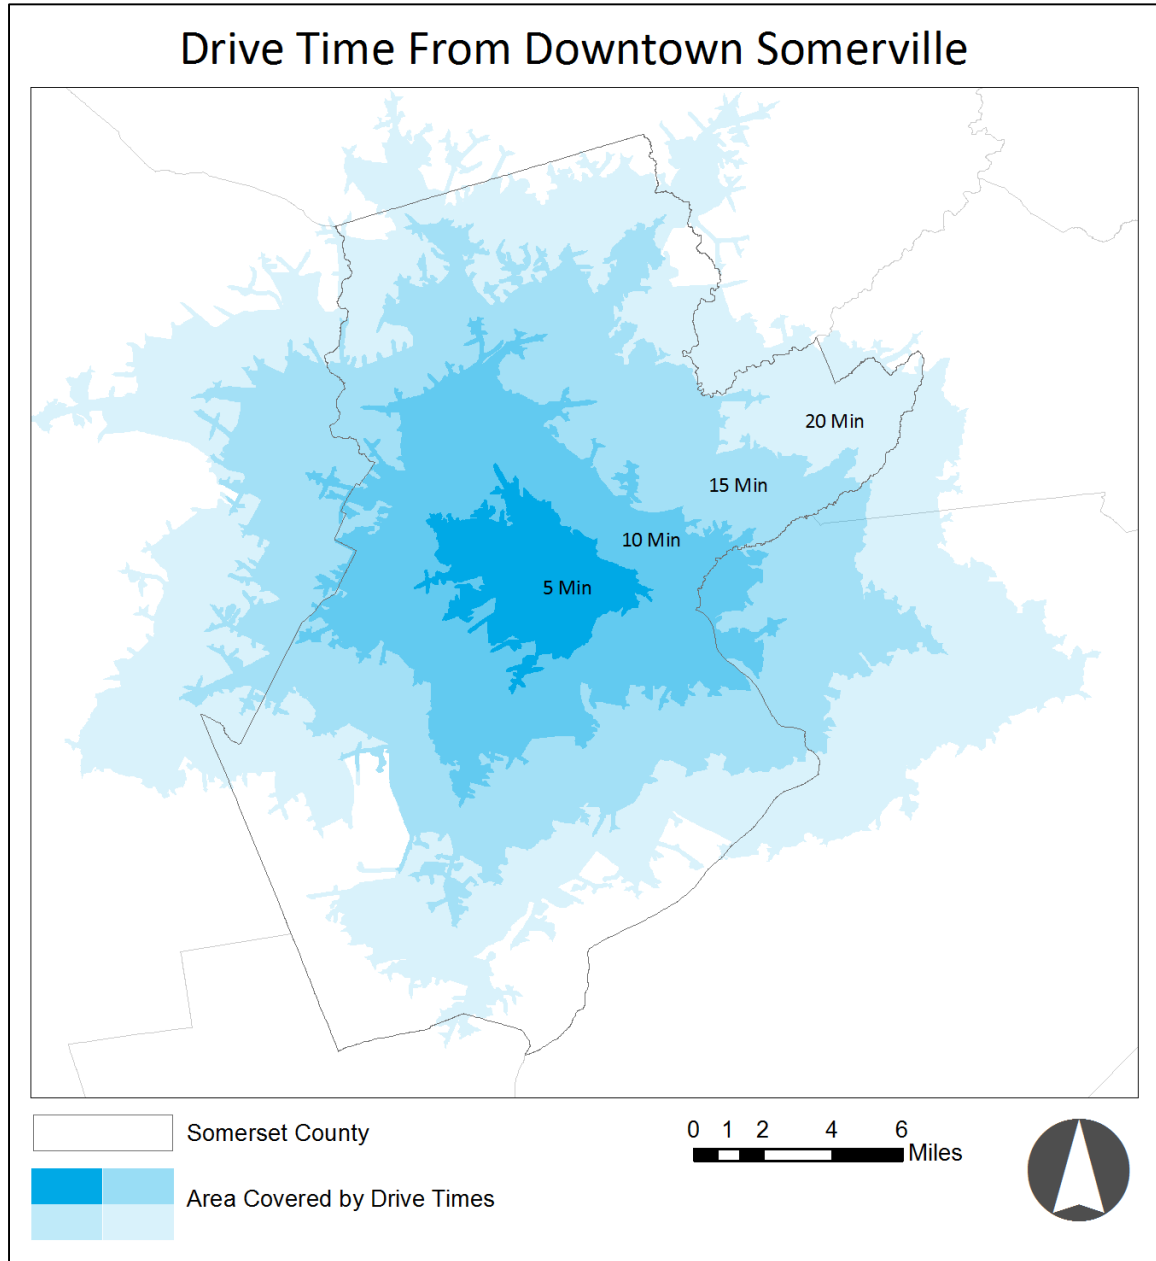 Drive Time From Downtown Somerville
20 Min
15 Min
10 Min
5 Min
Somerset County
0 1 2 4 6
Miles
Area Covered by Drive Times